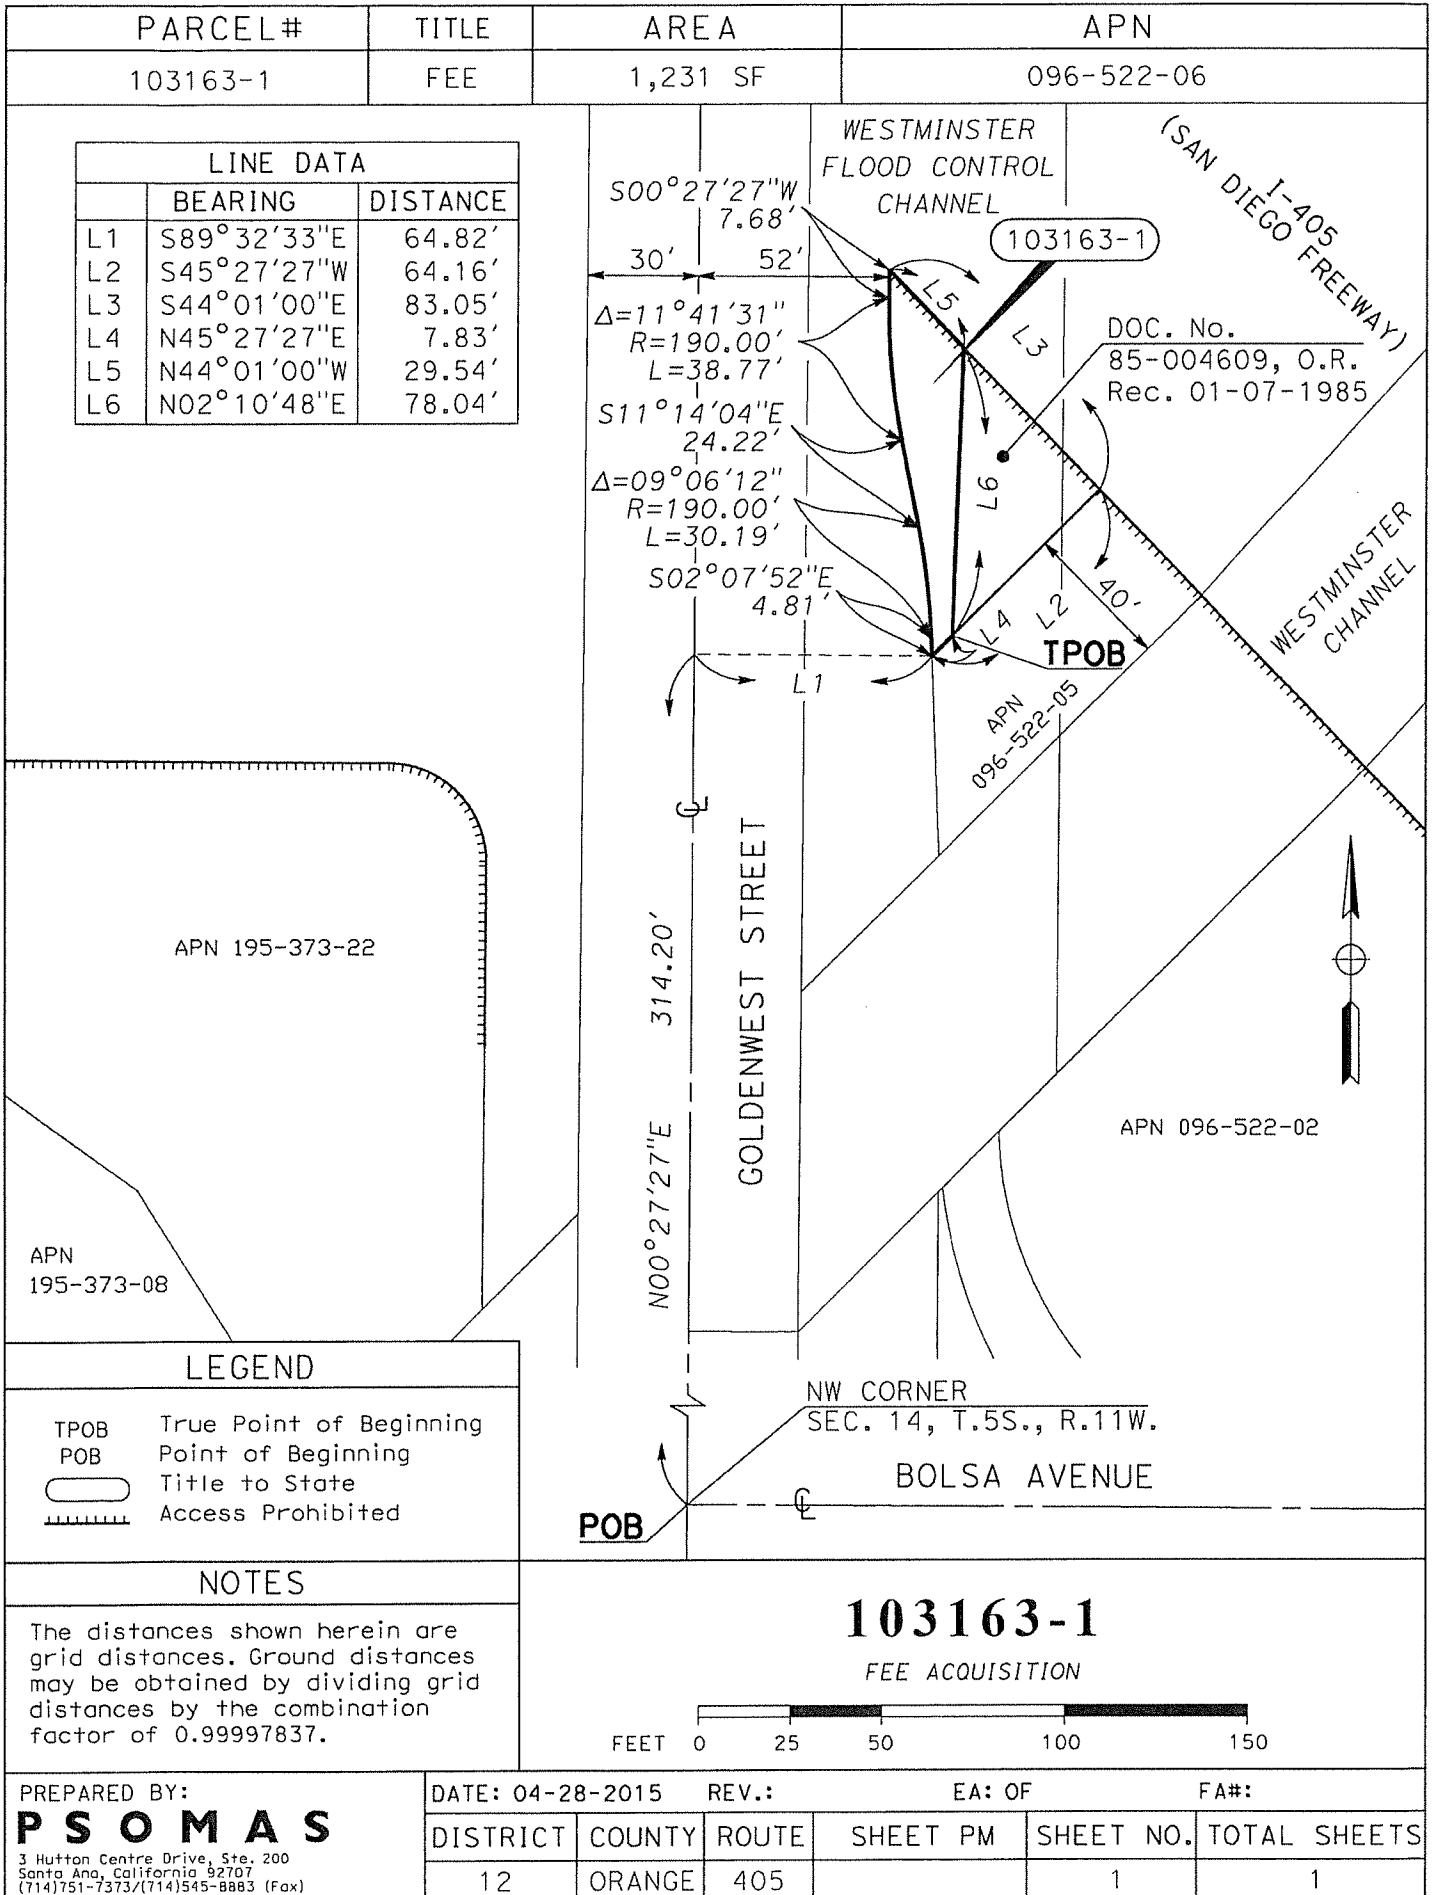 PARCEL# TITLE AREA APN
103163-1 FEE 1,231 SF 096-522-06
LINE DATA
BEARING DISTANCE
L1 S89°32'33"E 64.82'
L2 S45°27'27"W 64.16'
L3 S44°01'00"E 83.05'
L4 N45°27'27"E 7.83'
L5 N44°01'00"W 29.54'
L6 N02°10'48"E 78.04'
WESTMINSTER
FLOOD CONTROL
CHANNEL
(SAN DIEGO FREEWAY)
I-405
S00°27'27"W
7.68'
103163-1
30' 52'
L5
L3
Δ=11°41'31"
R=190.00'
L=38.77'
DOC. No.
85-004609, O.R.
Rec. 01-07-1985
S11°14'04"E
24.22'
Δ=09°06'12"
R=190.00'
L=30.19'
L6
S02°07'52"E
4.81'
L4
L2
40'
WESTMINSTER
CHANNEL
TPOB
L1
APN
096-522-05
℄
GOLDENWEST STREET
N00°27'27"E 314.20'
APN 195-373-22
APN 096-522-02
APN
195-373-08
LEGEND
TPOB True Point of Beginning
POB Point of Beginning
Title to State
Access Prohibited
NW CORNER
SEC. 14, T.5S., R.11W.
BOLSA AVENUE
℄
POB
NOTES
The distances shown herein are
grid distances. Ground distances
may be obtained by dividing grid
distances by the combination
factor of 0.99997837.
103163-1
FEE ACQUISITION
FEET 0 25 50 100 150
PREPARED BY:
PSOMAS
3 Hutton Centre Drive, Ste. 200
Santa Ana, California 92707
(714)751-7373/(714)545-8883 (Fax)
DATE: 04-28-2015 REV.: EA: OF FA#:
DISTRICT COUNTY ROUTE SHEET PM SHEET NO. TOTAL SHEETS
12 ORANGE 405 1 1